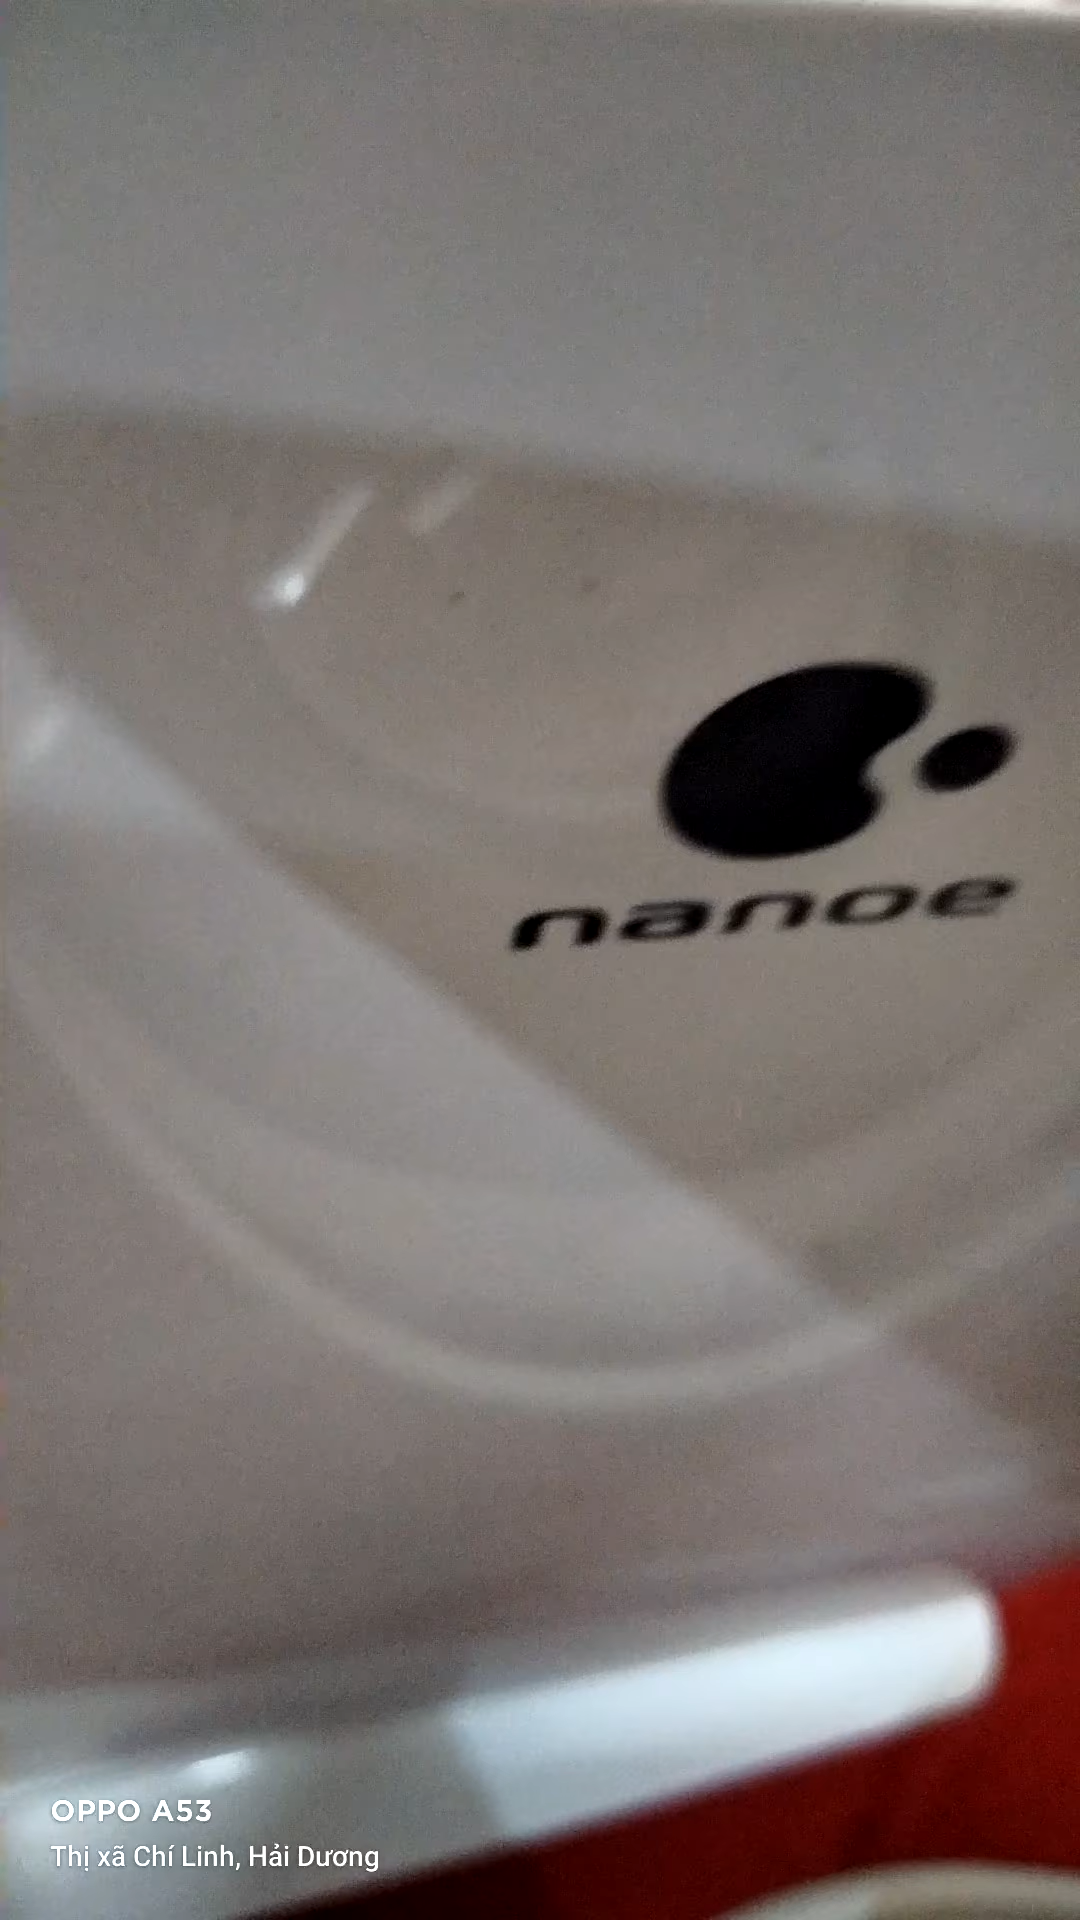 nanoe
OPPO A53
Thị xã Chí Linh, Hải Dương